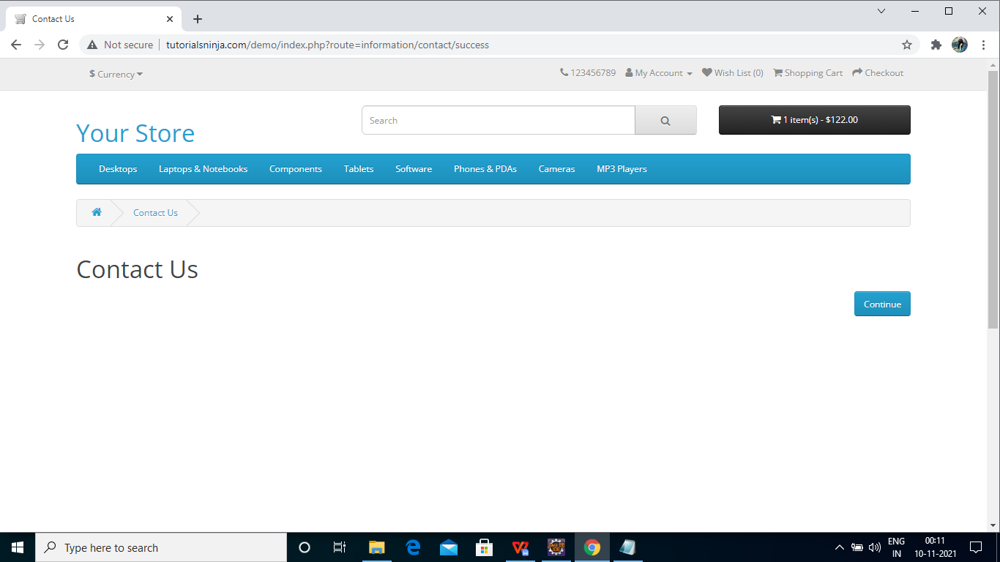 Contact Us
Not secure
tutorialsninja.com/demo/index.php?route=information/contact/success
$ Currency
123456789
My Account
Wish List (0)
Shopping Cart
Checkout
Your Store
Search
1 item(s) - $122.00
Desktops
Laptops & Notebooks
Components
Tablets
Software
Phones & PDAs
Cameras
MP3 Players
Contact Us
Contact Us
Continue
Type here to search
ENG
IN
00:11
10-11-2021